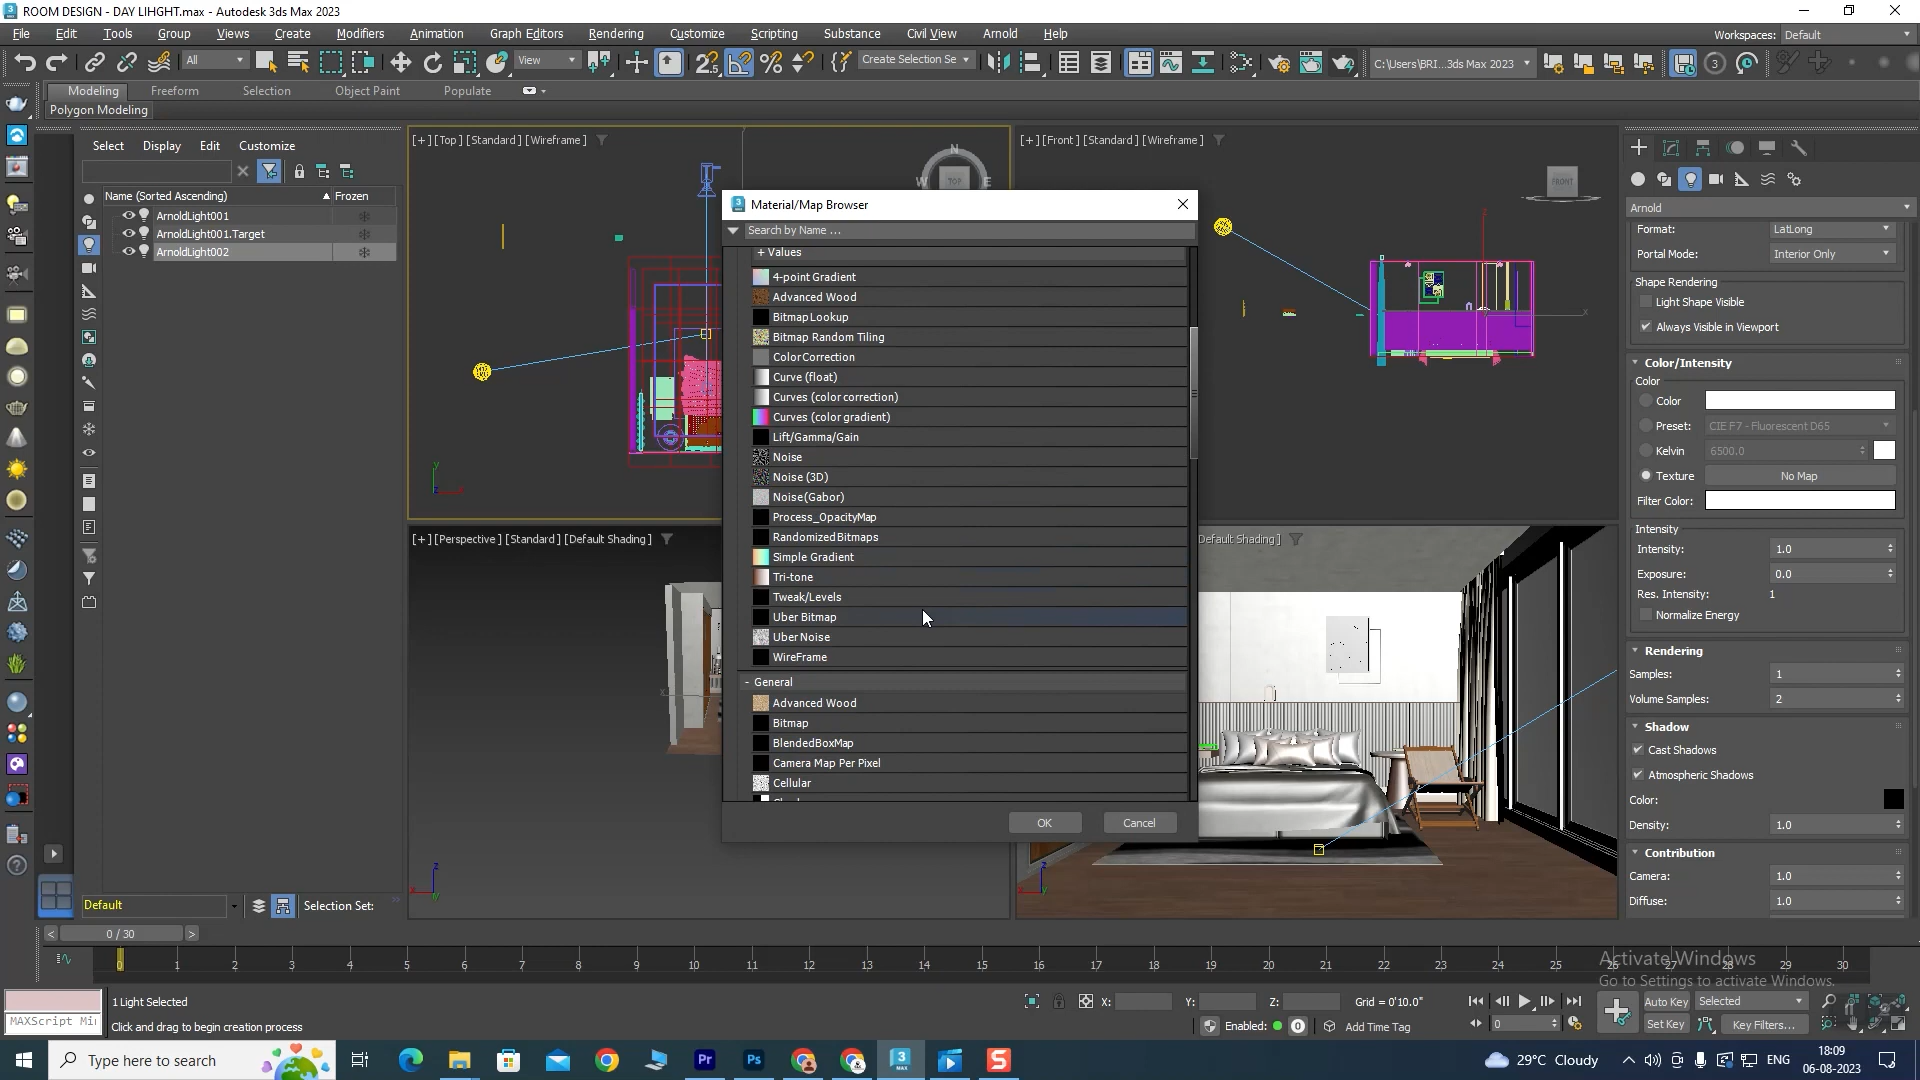 ROOM DESIGN - DAY LIHGHT.max - Autodesk 3ds Max 2023
File Edit Tools Group Views Create Modifiers Animation Graph Editors Rendering Customize Scripting Substance Civil View Arnold Help
Workspaces: Default
All
View
Create Selection Se
C:\Users\BRI...3ds Max 2023
Modeling Freeform Selection Object Paint Populate
Polygon Modeling
Select Display Edit Customize
Name (Sorted Ascending) Frozen
ArnoldLight001
ArnoldLight001.Target
ArnoldLight002
[+] [Top] [Standard] [Wireframe]
N
W TOP E
[+] [Front] [Standard] [Wireframe]
FRONT
[+] [Perspective] [Standard] [Default Shading]
Default Shading]
Material/Map Browser
Search by Name ...
+ Values
4-point Gradient
Advanced Wood
BitmapLookup
Bitmap Random Tiling
ColorCorrection
Curve (float)
Curves (color correction)
Curves (color gradient)
Lift/Gamma/Gain
Noise
Noise (3D)
Noise(Gabor)
Process_OpacityMap
RandomizedBitmaps
Simple Gradient
Tri-tone
Tweak/Levels
Uber Bitmap
Uber Noise
WireFrame
- General
Advanced Wood
Bitmap
BlendedBoxMap
Camera Map Per Pixel
Cellular
OK Cancel
Arnold
Format: LatLong
Portal Mode: Interior Only
Shape Rendering
Light Shape Visible
Always Visible in Viewport
Color/Intensity
Color
Color
Preset: CIE F7 - Fluorescent D65
Kelvin 6500.0
Texture No Map
Filter Color:
Intensity
Intensity: 1.0
Exposure: 0.0
Res. Intensity: 1
Normalize Energy
Rendering
Samples: 1
Volume Samples: 2
Shadow
Cast Shadows
Atmospheric Shadows
Color:
Density: 1.0
Contribution
Camera: 1.0
Diffuse: 1.0
Default
Selection Set:
0 / 30
0 1 2 3 4 5 6 7 8 9 10 11 12 13 14 15 16 17 18 19 20 21 22 23 24 25 26 27 28 29 30
Activate Windows
Go to Settings to activate Windows.
1 Light Selected
MAXScript Mi
Click and drag to begin creation process
X: Y: Z: Grid = 0'10.0"
Enabled: 0 Add Time Tag
0
Auto Key Selected
Set Key Key Filters...
Type here to search
29°C Cloudy
ENG
18:09
06-08-2023